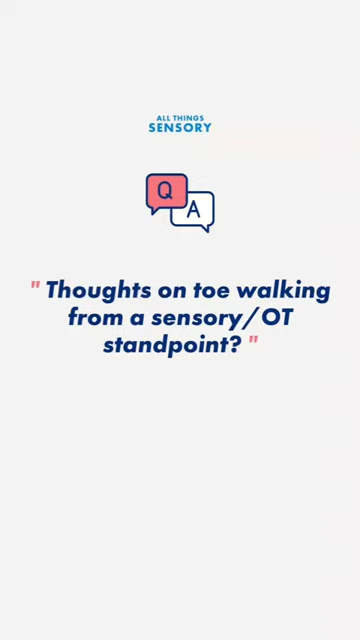 ALL THINGS
SENSORY
Q
A
" Thoughts on toe walking
from a sensory/OT
standpoint? "